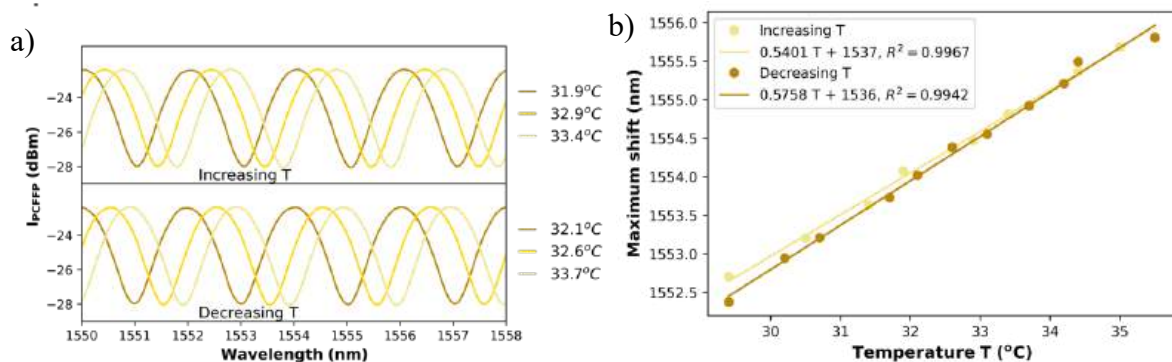 a)
I_PCFFP (dBm)
−24
−26
−28
Increasing T
31.9°C
32.9°C
33.4°C
−24
−26
−28
Decreasing T
32.1°C
32.6°C
33.7°C
1550 1551 1552 1553 1554 1555 1556 1557 1558
Wavelength (nm)
b)
Maximum shift (nm)
1556.0
1555.5
1555.0
1554.5
1554.0
1553.5
1553.0
1552.5
Increasing T
0.5401 T + 1537, R² = 0.9967
Decreasing T
0.5758 T + 1536, R² = 0.9942
30 31 32 33 34 35
Temperature T (°C)